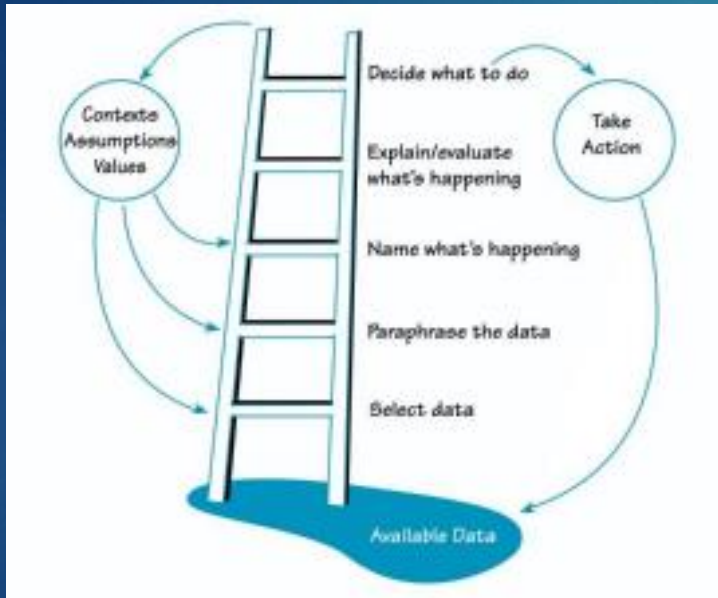 Decide what to do
Contexts
Assumptions
Values
Take
Action
Explain/evaluate
what's happening
Name what's happening
Paraphrase the data
Select data
Available Data